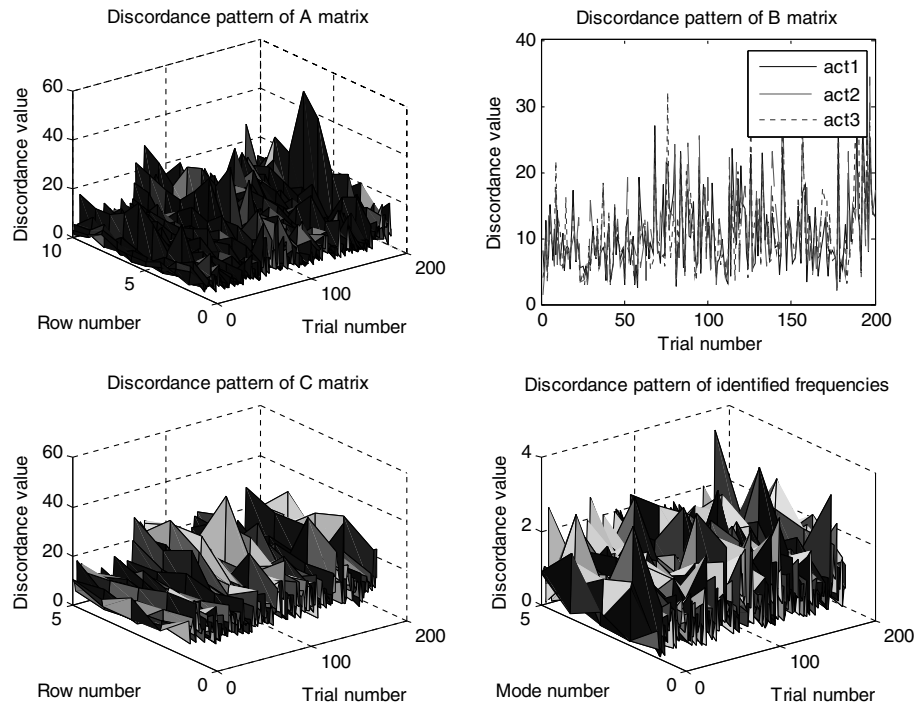 Discordance pattern of A matrix
Discordance value
60
40
20
0
10
5
0
Row number
0
100
200
Trial number
Discordance pattern of B matrix
Discordance value
40
30
20
10
0
0
50
100
150
200
Trial number
act1
act2
act3
Discordance pattern of C matrix
Discordance value
60
40
20
0
5
0
Row number
0
100
200
Trial number
Discordance pattern of identified frequencies
Discordance value
4
2
0
5
0
Mode number
0
100
200
Trial number